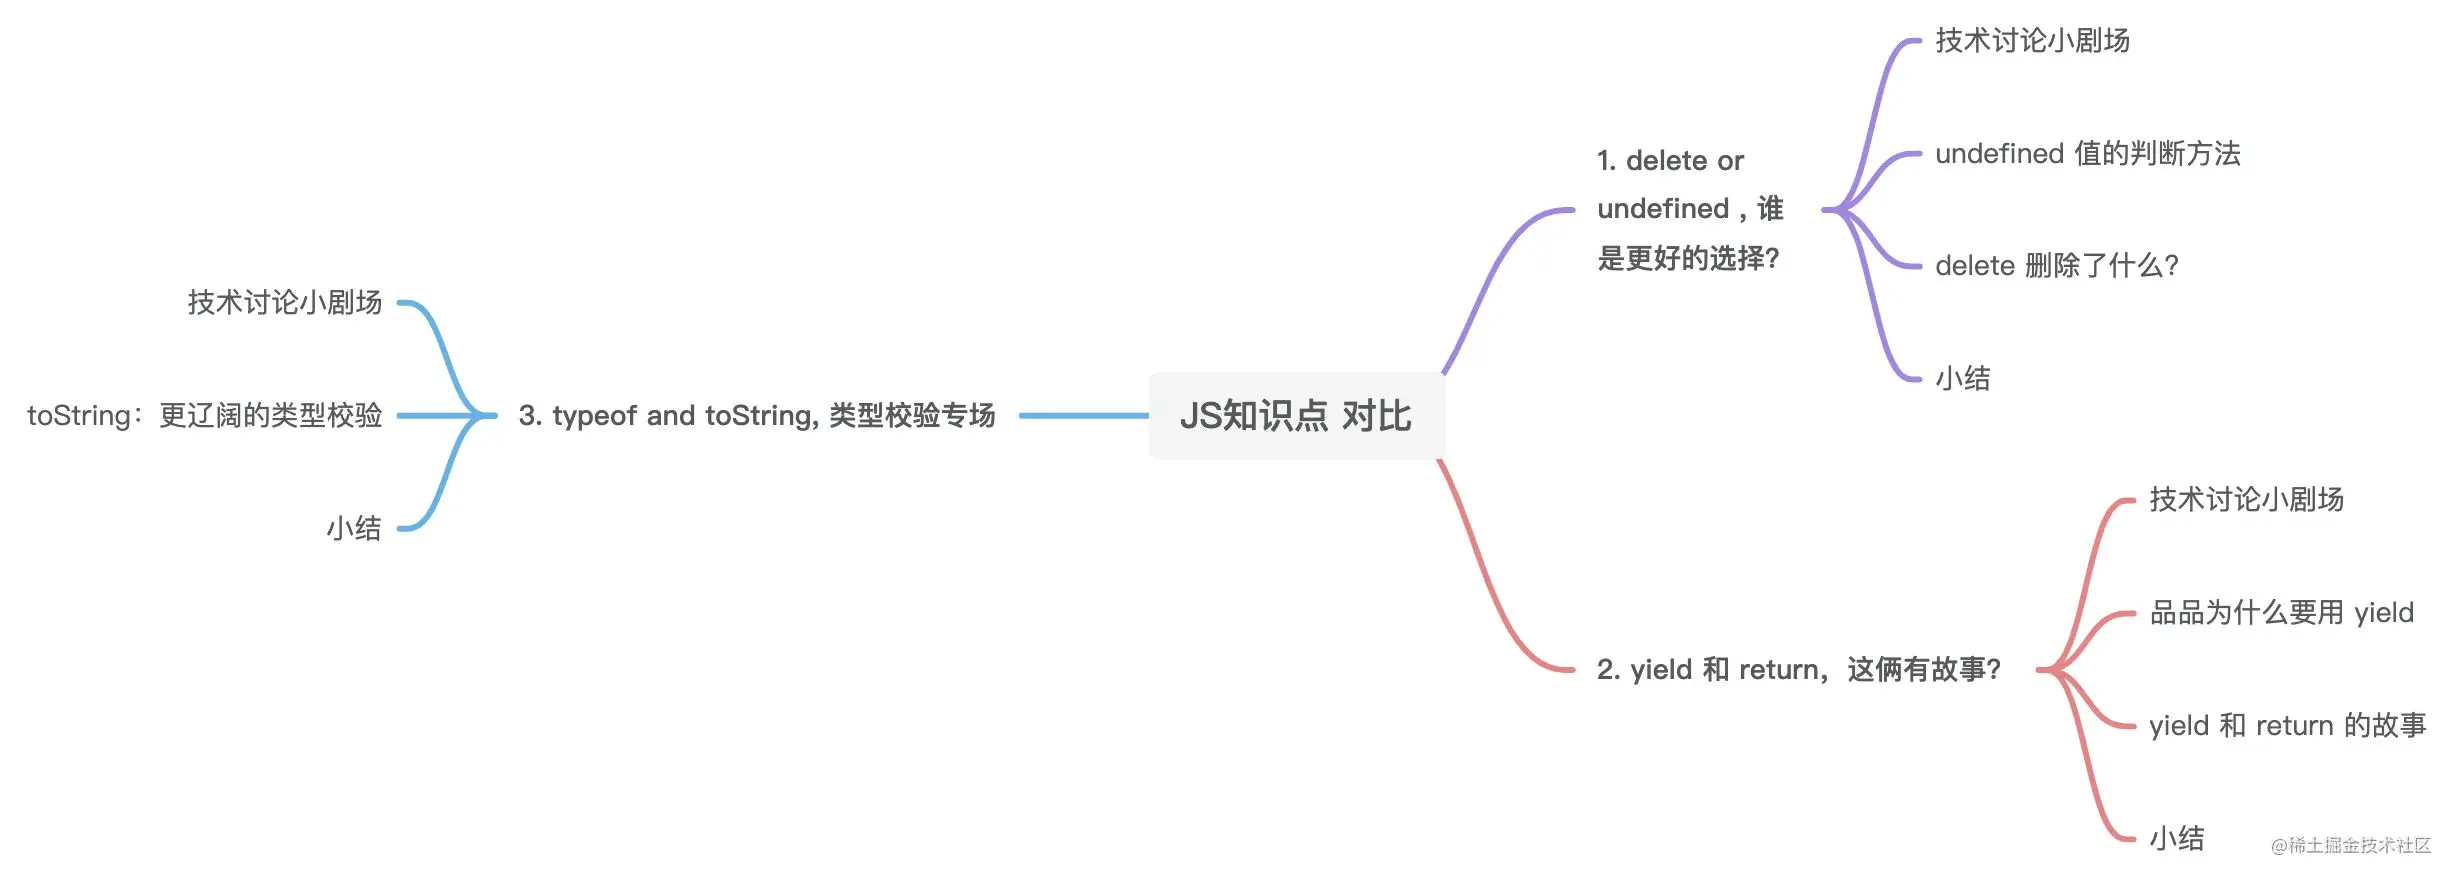 JS知识点 对比
1. delete or
undefined , 谁
是更好的选择?
技术讨论小剧场
undefined 值的判断方法
delete 删除了什么?
小结
2. yield 和 return，这俩有故事?
技术讨论小剧场
品品为什么要用 yield
yield 和 return 的故事
小结
3. typeof and toString, 类型校验专场
技术讨论小剧场
toString：更辽阔的类型校验
小结
@稀土掘金技术社区